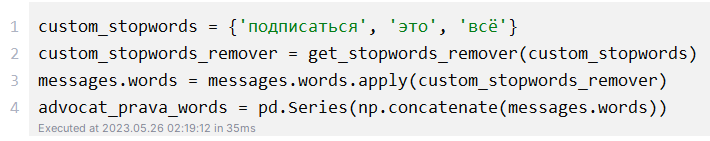 1 custom_stopwords = {'подписаться', 'это', 'всё'}
2 custom_stopwords_remover = get_stopwords_remover(custom_stopwords)
3 messages.words = messages.words.apply(custom_stopwords_remover)
4 advocat_prava_words = pd.Series(np.concatenate(messages.words))
Executed at 2023.05.26 02:19:12 in 35ms